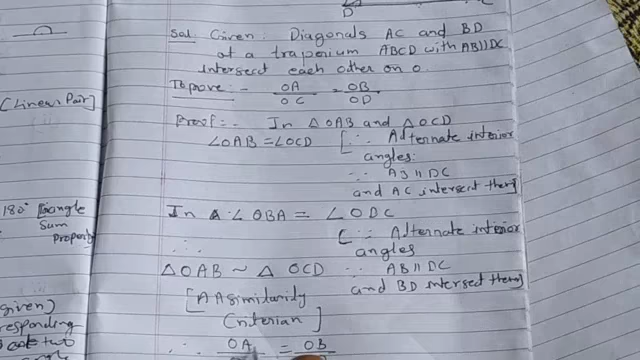 D
Sol. Given: Diagonals AC and BD
of a trapezium ABCD with AB||DC
intersect each other on O.
To prove :- OA/OC = OB/OD
Proof:- In △OAB and △OCD
∠OAB = ∠OCD [∵ Alternate interior
angles
∵ AB || DC
and AC intersect them]
In ∠OBA = ∠ODC
[∵ Alternate interior
angles
∴
△OAB ~ △OCD ∵ AB || DC
and BD intersect them]
[AA similarity
Criterian]
∴ OA = OB
[Linear Pair]
180° Triangle
Sum
Property
given)
responding
two